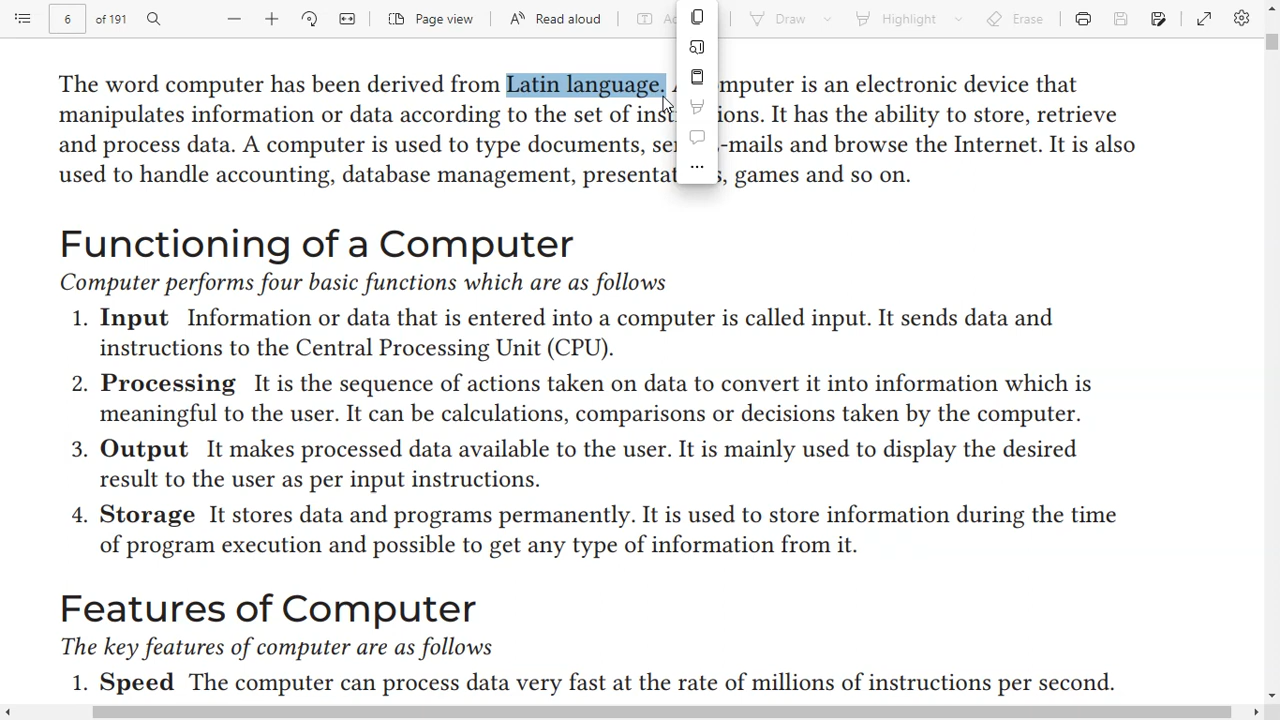 6 of 191 Page view Read aloud Draw Highlight Erase
The word computer has been derived from Latin language. computer is an electronic device that
manipulates information or data according to the set of instructions. It has the ability to store, retrieve
and process data. A computer is used to type documents, send e-mails and browse the Internet. It is also
used to handle accounting, database management, presentations, games and so on.
Functioning of a Computer
Computer performs four basic functions which are as follows
1. Input Information or data that is entered into a computer is called input. It sends data and
instructions to the Central Processing Unit (CPU).
2. Processing It is the sequence of actions taken on data to convert it into information which is
meaningful to the user. It can be calculations, comparisons or decisions taken by the computer.
3. Output It makes processed data available to the user. It is mainly used to display the desired
result to the user as per input instructions.
4. Storage It stores data and programs permanently. It is used to store information during the time
of program execution and possible to get any type of information from it.
Features of Computer
The key features of computer are as follows
1. Speed The computer can process data very fast at the rate of millions of instructions per second.